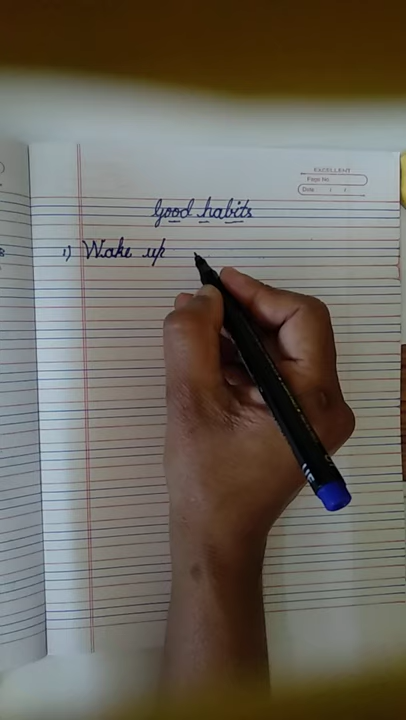 EXCELLENT
Page No.
Date / /
Good habits
1) Wake up